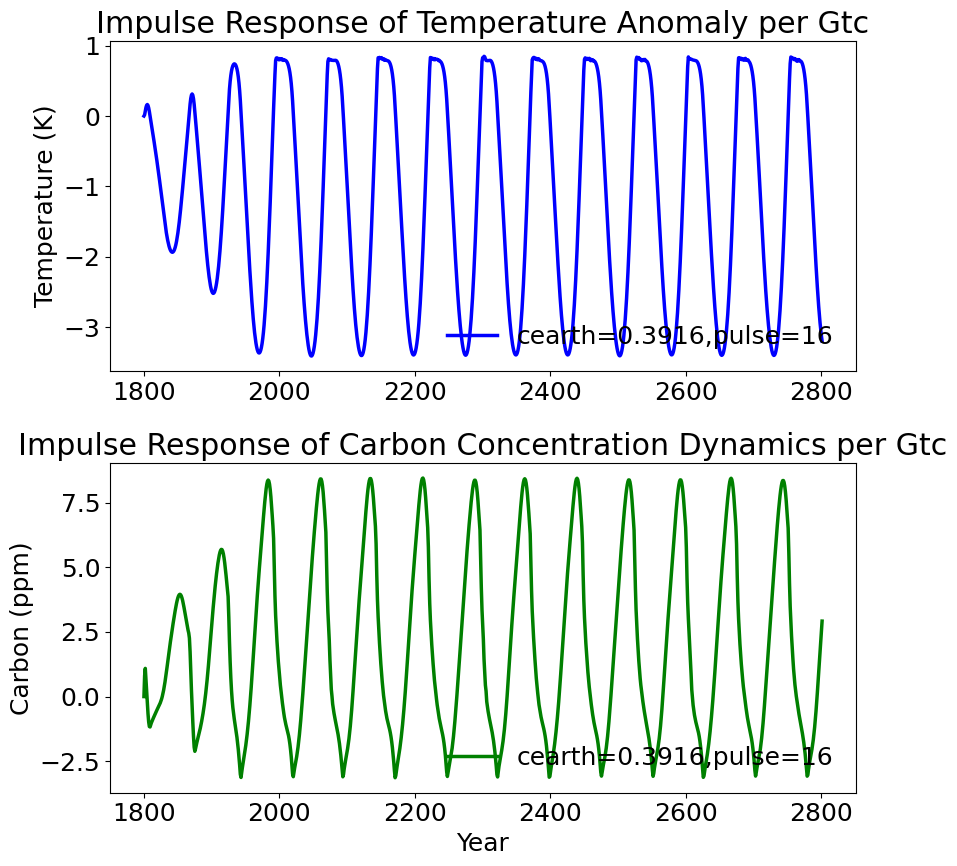 Impulse Response of Temperature Anomaly per Gtc
Temperature (K)
1
0
−1
−2
−3
cearth=0.3916,pulse=16
1800 2000 2200 2400 2600 2800
Impulse Response of Carbon Concentration Dynamics per Gtc
Carbon (ppm)
7.5
5.0
2.5
0.0
−2.5
cearth=0.3916,pulse=16
1800 2000 2200 2400 2600 2800
Year